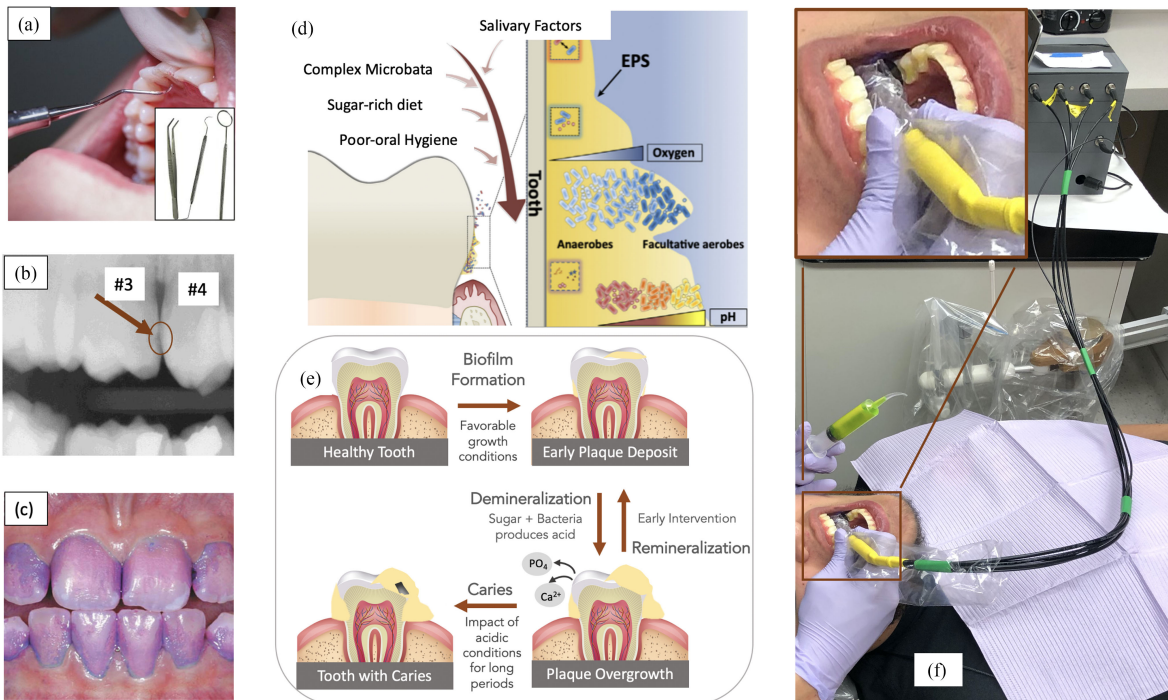 (a)
(b)
#3
#4
(c)
(d)
Salivary Factors
Complex Microbata
Sugar-rich diet
Poor-oral Hygiene
EPS
Oxygen
Tooth
Anaerobes
Facultative aerobes
pH
(e)
Healthy Tooth
Biofilm
Formation
Favorable
growth
conditions
Early Plaque Deposit
Demineralization
Sugar + Bacteria
produces acid
Early Intervention
Remineralization
PO₄
Ca²⁺
Plaque Overgrowth
Caries
Impact of
acidic
conditions
for long
periods
Tooth with Caries
(f)